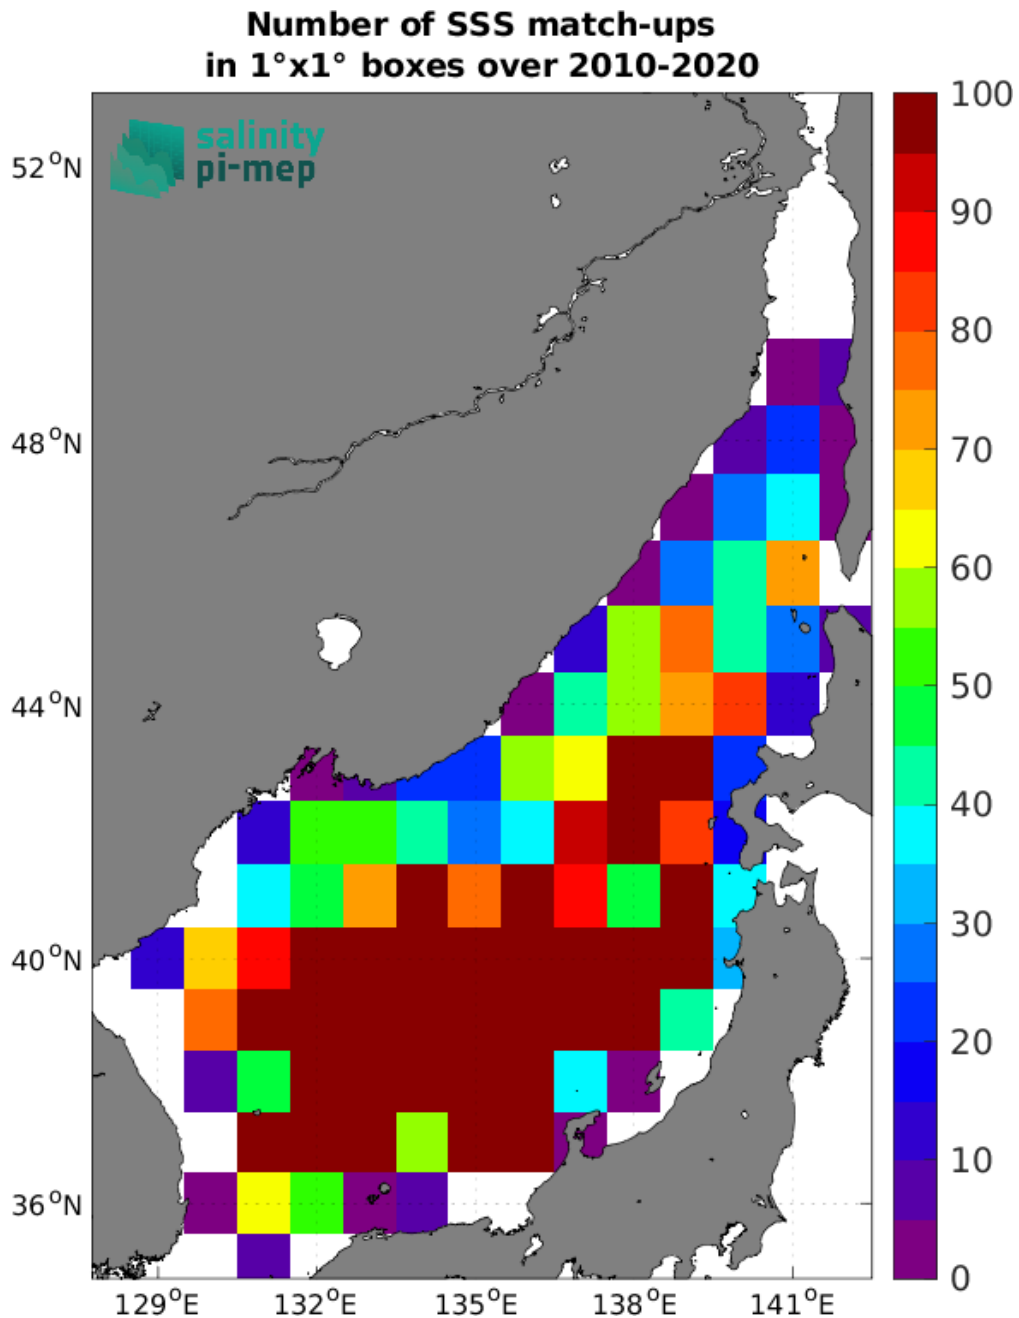 Number of SSS match-ups
in 1°x1° boxes over 2010-2020
salinity
pi-mep
52°N
48°N
44°N
40°N
36°N
129°E
132°E
135°E
138°E
141°E
100
90
80
70
60
50
40
30
20
10
0